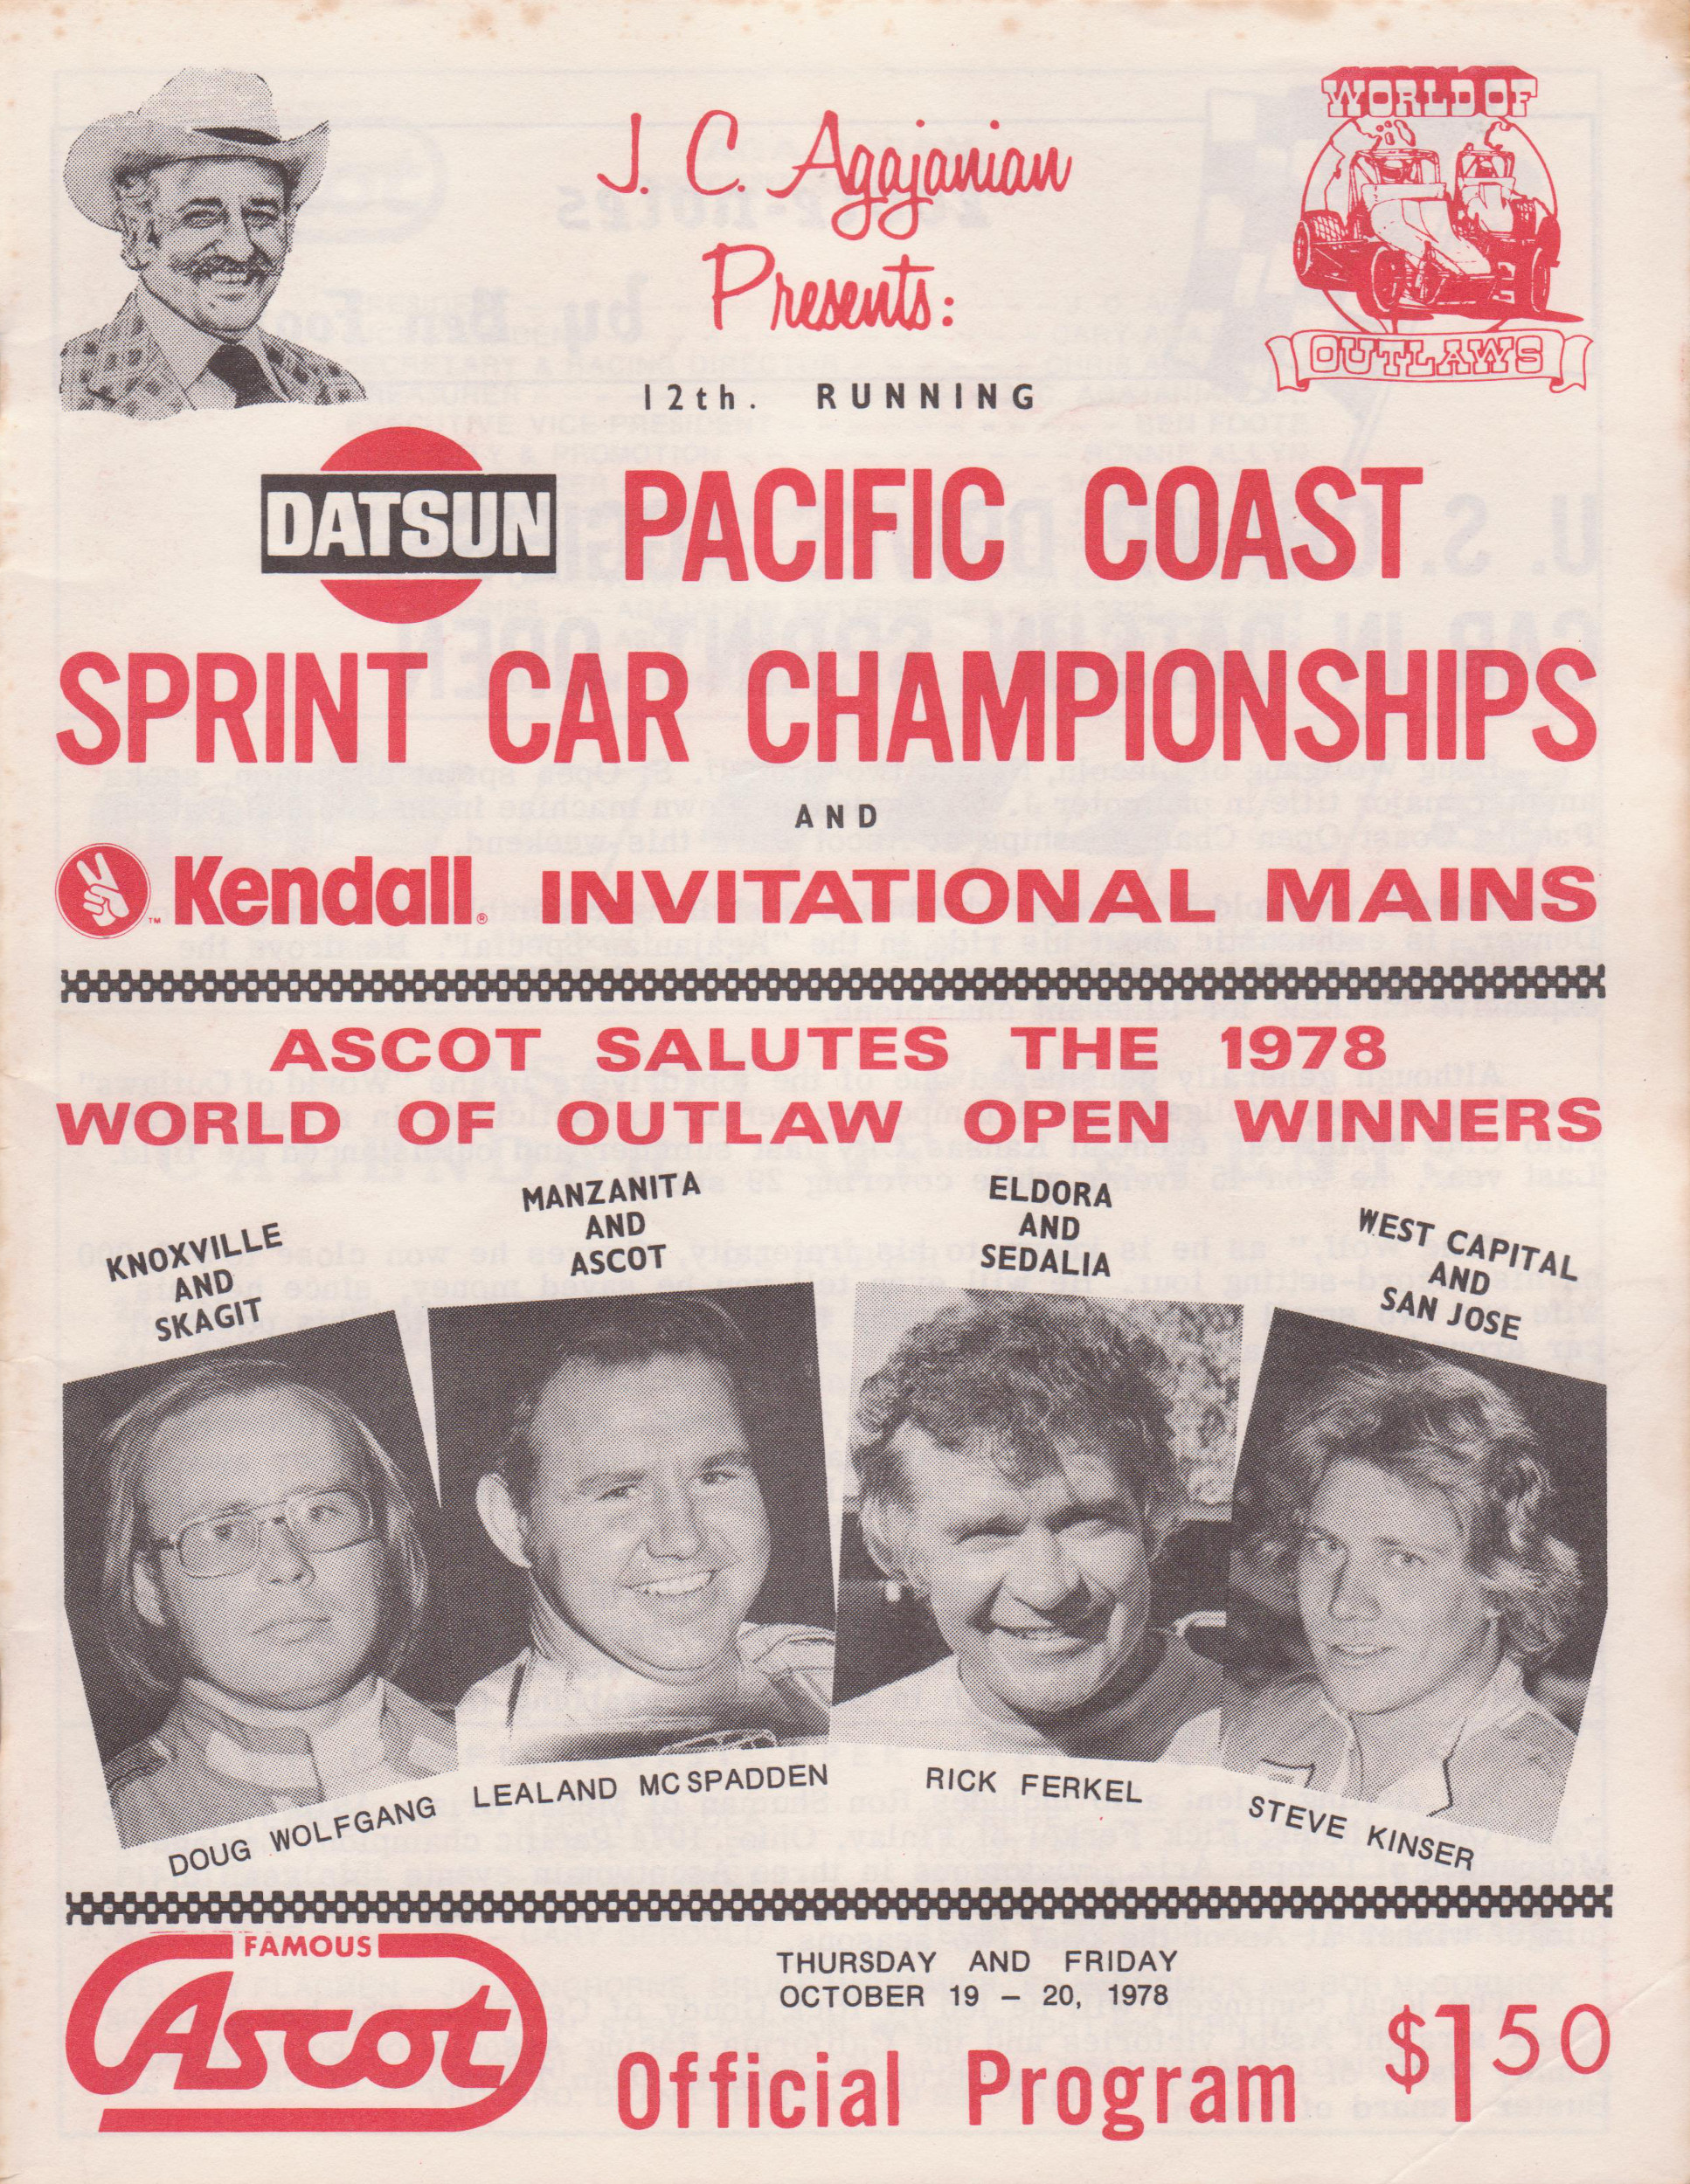 J. C. Agajanian
Presents:
WORLD OF
OUTLAWS
12th. RUNNING
DATSUN PACIFIC COAST
SPRINT CAR CHAMPIONSHIPS
AND
Kendall® INVITATIONAL MAINS
ASCOT SALUTES THE 1978
WORLD OF OUTLAW OPEN WINNERS
KNOXVILLE
AND
SKAGIT
MANZANITA
AND
ASCOT
ELDORA
AND
SEDALIA
WEST CAPITAL
AND
SAN JOSE
DOUG WOLFGANG
LEALAND MCSPADDEN
RICK FERKEL
STEVE KINSER
FAMOUS
Ascot
THURSDAY AND FRIDAY
OCTOBER 19 – 20, 1978
Official Program $1 50